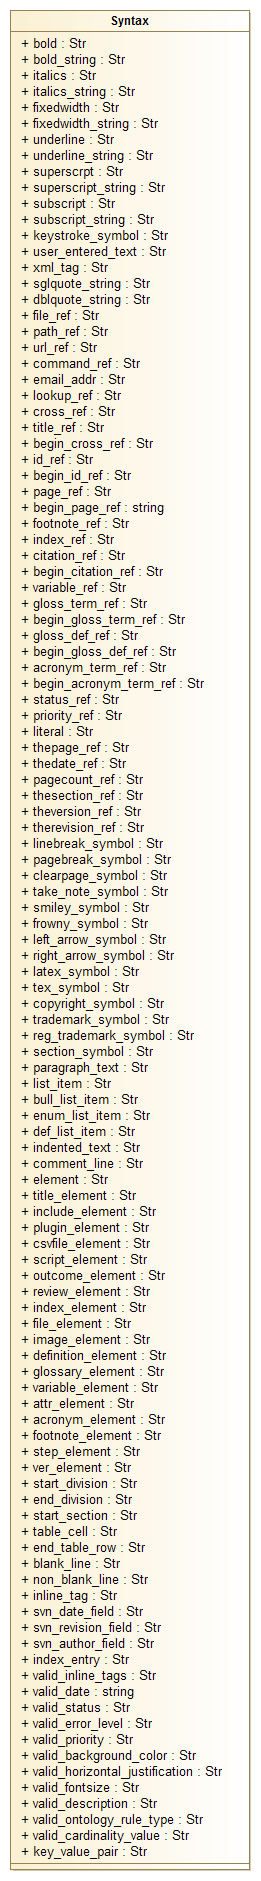 Syntax
+ bold : Str
+ bold_string : Str
+ italics : Str
+ italics_string : Str
+ fixedwidth : Str
+ fixedwidth_string : Str
+ underline : Str
+ underline_string : Str
+ superscrpt : Str
+ superscript_string : Str
+ subscript : Str
+ subscript_string : Str
+ keystroke_symbol : Str
+ user_entered_text : Str
+ xml_tag : Str
+ sglquote_string : Str
+ dblquote_string : Str
+ file_ref : Str
+ path_ref : Str
+ url_ref : Str
+ command_ref : Str
+ email_addr : Str
+ lookup_ref : Str
+ cross_ref : Str
+ title_ref : Str
+ begin_cross_ref : Str
+ id_ref : Str
+ begin_id_ref : Str
+ page_ref : Str
+ begin_page_ref : string
+ footnote_ref : Str
+ index_ref : Str
+ citation_ref : Str
+ begin_citation_ref : Str
+ variable_ref : Str
+ gloss_term_ref : Str
+ begin_gloss_term_ref : Str
+ gloss_def_ref : Str
+ begin_gloss_def_ref : Str
+ acronym_term_ref : Str
+ begin_acronym_term_ref : Str
+ status_ref : Str
+ priority_ref : Str
+ literal : Str
+ thepage_ref : Str
+ thedate_ref : Str
+ pagecount_ref : Str
+ thesection_ref : Str
+ theversion_ref : Str
+ therevision_ref : Str
+ linebreak_symbol : Str
+ pagebreak_symbol : Str
+ clearpage_symbol : Str
+ take_note_symbol : Str
+ smiley_symbol : Str
+ frowny_symbol : Str
+ left_arrow_symbol : Str
+ right_arrow_symbol : Str
+ latex_symbol : Str
+ tex_symbol : Str
+ copyright_symbol : Str
+ trademark_symbol : Str
+ reg_trademark_symbol : Str
+ section_symbol : Str
+ paragraph_text : Str
+ list_item : Str
+ bull_list_item : Str
+ enum_list_item : Str
+ def_list_item : Str
+ indented_text : Str
+ comment_line : Str
+ element : Str
+ title_element : Str
+ include_element : Str
+ plugin_element : Str
+ csvfile_element : Str
+ script_element : Str
+ outcome_element : Str
+ review_element : Str
+ index_element : Str
+ file_element : Str
+ image_element : Str
+ definition_element : Str
+ glossary_element : Str
+ variable_element : Str
+ attr_element : Str
+ acronym_element : Str
+ footnote_element : Str
+ step_element : Str
+ ver_element : Str
+ start_division : Str
+ end_division : Str
+ start_section : Str
+ table_cell : Str
+ end_table_row : Str
+ blank_line : Str
+ non_blank_line : Str
+ inline_tag : Str
+ svn_date_field : Str
+ svn_revision_field : Str
+ svn_author_field : Str
+ index_entry : Str
+ valid_inline_tags : Str
+ valid_date : string
+ valid_status : Str
+ valid_error_level : Str
+ valid_priority : Str
+ valid_background_color : Str
+ valid_horizontal_justification : Str
+ valid_fontsize : Str
+ valid_description : Str
+ valid_ontology_rule_type : Str
+ valid_cardinality_value : Str
+ key_value_pair : Str